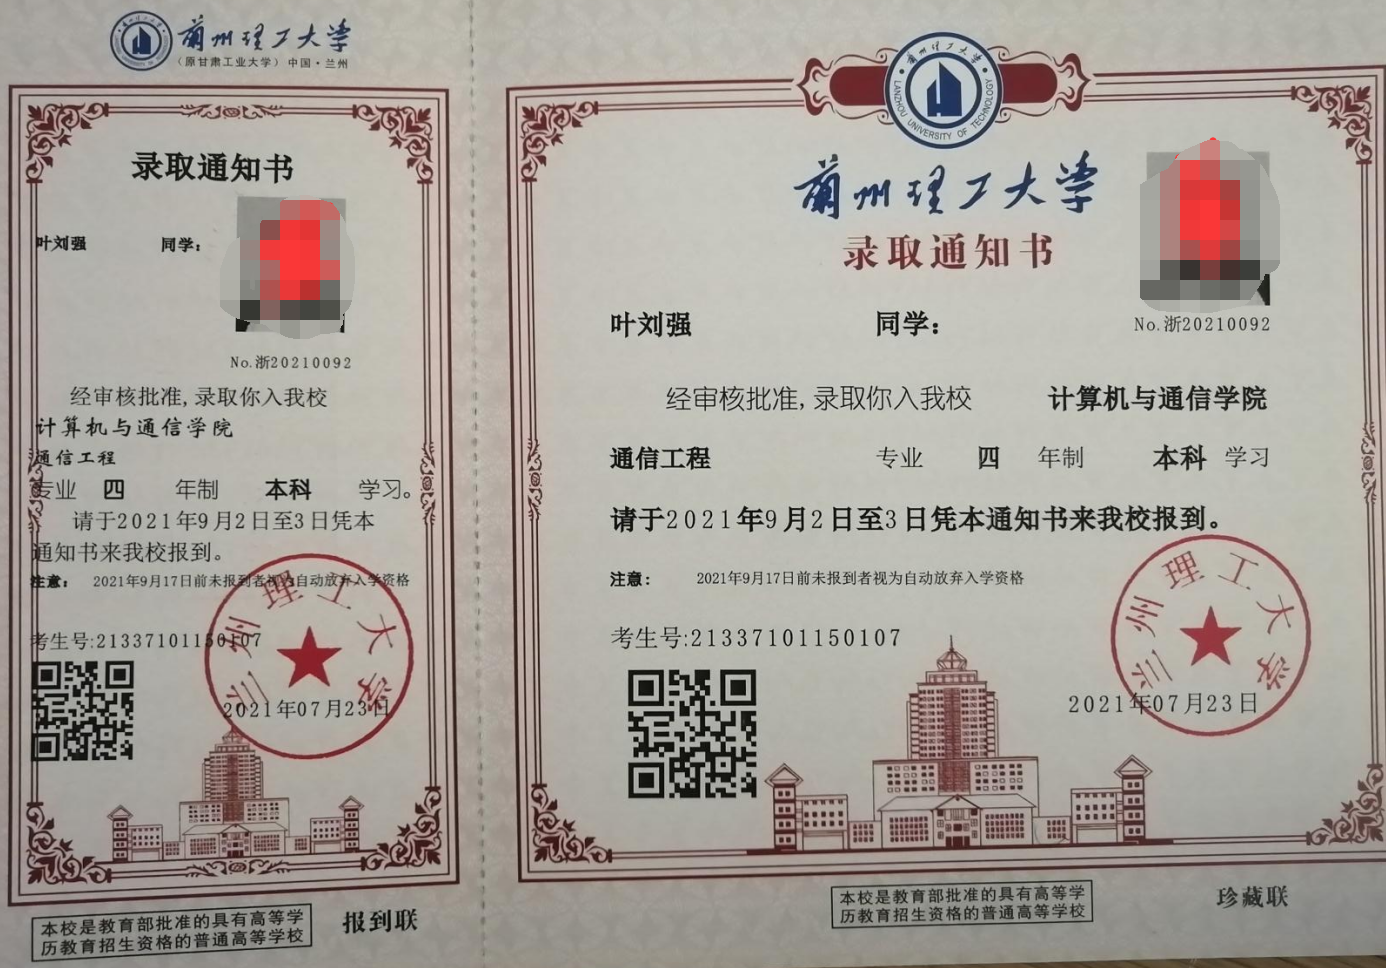 兰州理工大学
（原甘肃工业大学）中国·兰州
录取通知书
叶刘强 同学：
No.浙20210092
经审核批准,录取你入我校
计算机与通信学院
通信工程
专业 四 年制 本科 学习。
请于2021年9月2日至3日凭本
通知书来我校报到。
注意： 2021年9月17日前未报到者视为自动放弃入学资格
考生号:21337101150107
兰州理工大学
2021年07月23日
本校是教育部批准的具有高等学
历教育招生资格的普通高等学校
报到联
兰州理工大学
LANZHOU UNIVERSITY OF TECHNOLOGY
蘭州理工大学
录取通知书
叶刘强 同学：
No.浙20210092
经审核批准,录取你入我校 计算机与通信学院
通信工程 专业 四 年制 本科 学习
请于2021年9月2日至3日凭本通知书来我校报到。
注意: 2021年9月17日前未报到者视为自动放弃入学资格
考生号:21337101150107
兰州理工大学
2021年07月23日
本校是教育部批准的具有高等学
历教育招生资格的普通高等学校
珍藏联